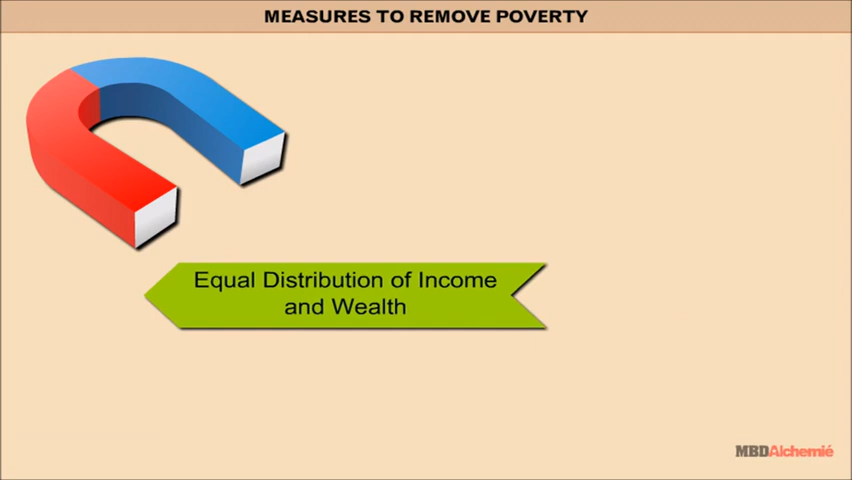 MEASURES TO REMOVE POVERTY
Equal Distribution of Income
and Wealth
MBDAlchemié